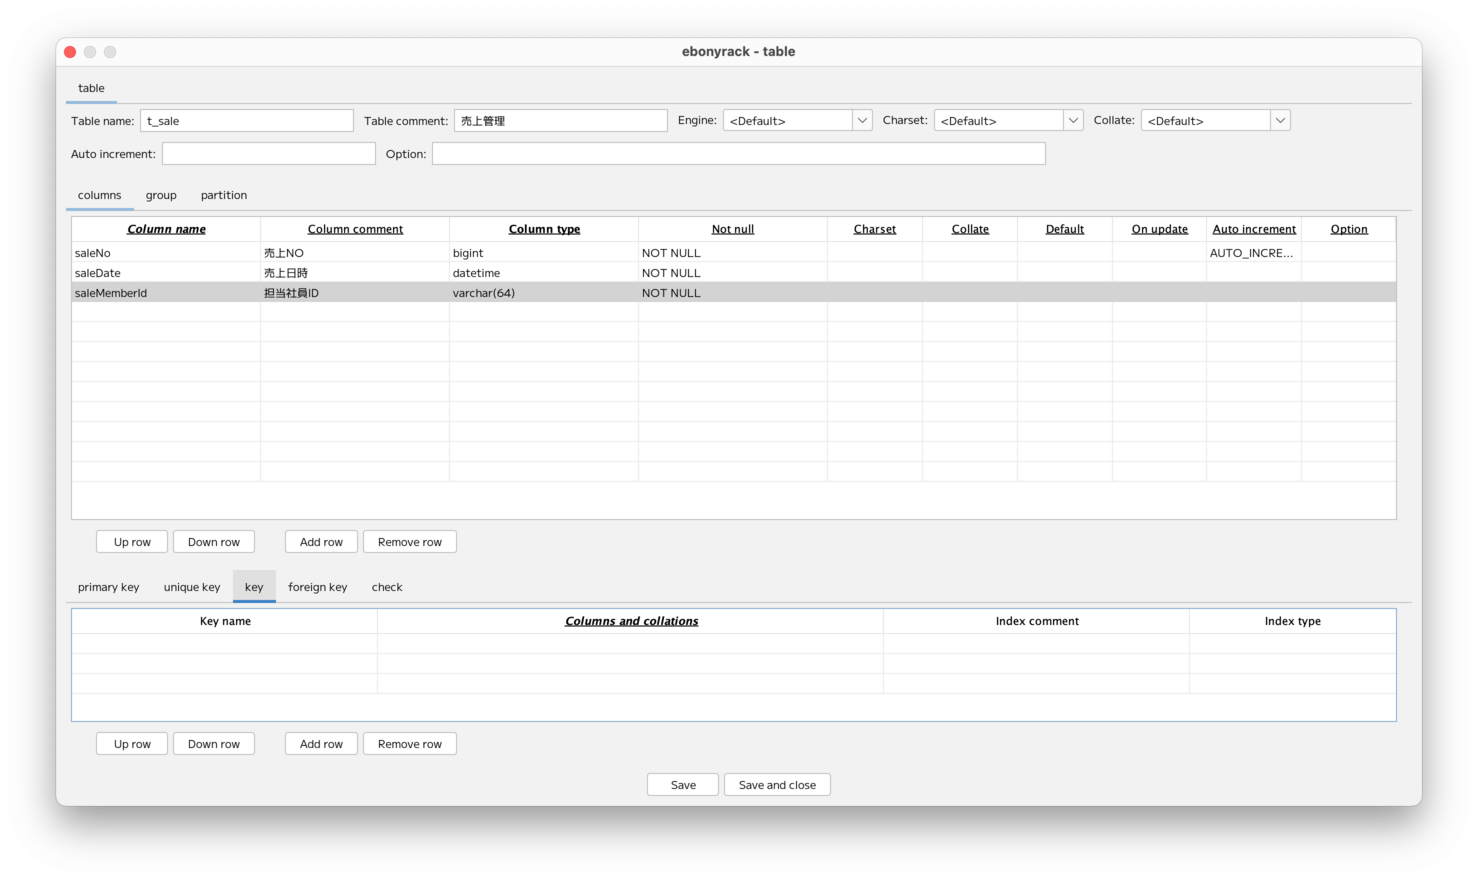 ebonyrack - table
table
Table name: t_sale Table comment: 売上管理 Engine: <Default> Charset: <Default> Collate: <Default>
Auto increment: Option:
columns group partition
Column name Column comment Column type Not null Charset Collate Default On update Auto increment Option
saleNo 売上NO bigint NOT NULL AUTO_INCRE...
saleDate 売上日時 datetime NOT NULL
saleMemberId 担当社員ID varchar(64) NOT NULL
Up row Down row Add row Remove row
primary key unique key key foreign key check
Key name Columns and collations Index comment Index type
Up row Down row Add row Remove row
Save Save and close